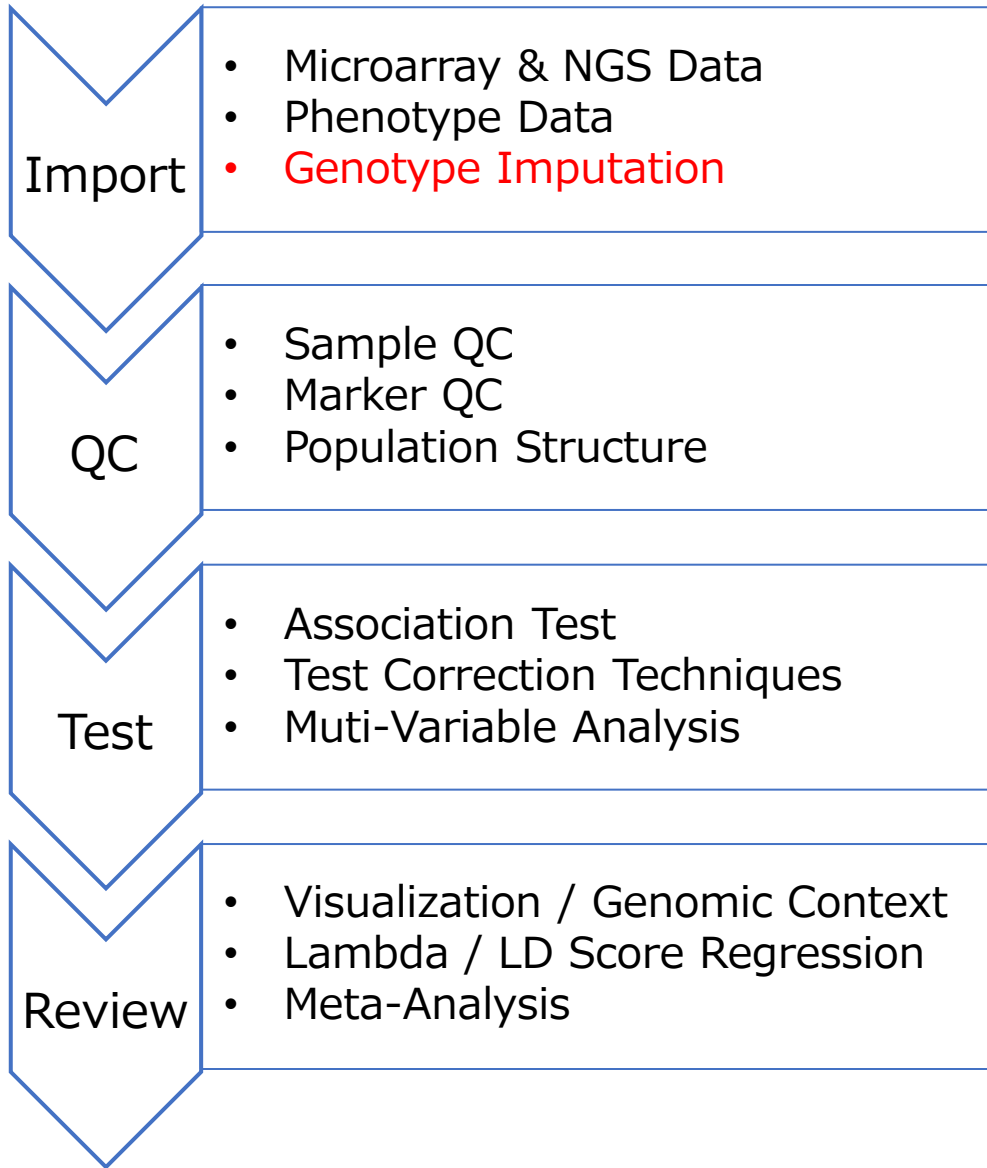 Import
• Microarray & NGS Data
• Phenotype Data
• Genotype Imputation
QC
• Sample QC
• Marker QC
• Population Structure
Test
• Association Test
• Test Correction Techniques
• Muti-Variable Analysis
Review
• Visualization / Genomic Context
• Lambda / LD Score Regression
• Meta-Analysis